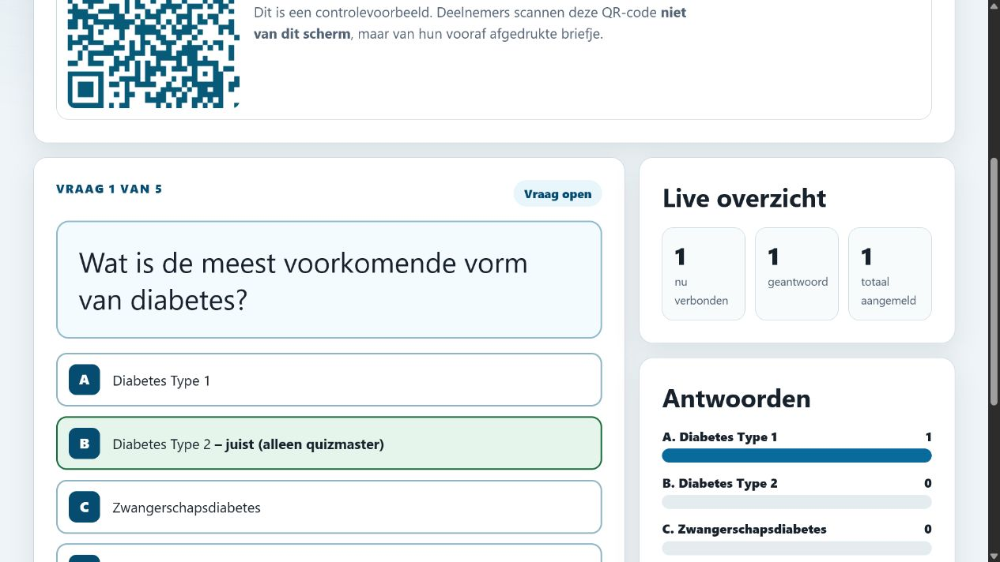 Dit is een controlevoorbeeld. Deelnemers scannen deze QR-code niet
van dit scherm, maar van hun vooraf afgedrukte briefje.
VRAAG 1 VAN 5
Vraag open
Wat is de meest voorkomende vorm
van diabetes?
A Diabetes Type 1
B Diabetes Type 2 – juist (alleen quizmaster)
C Zwangerschapsdiabetes
Live overzicht
1
nu
verbonden
1
geantwoord
1
totaal
aangemeld
Antwoorden
A. Diabetes Type 1 1
B. Diabetes Type 2 0
C. Zwangerschapsdiabetes 0